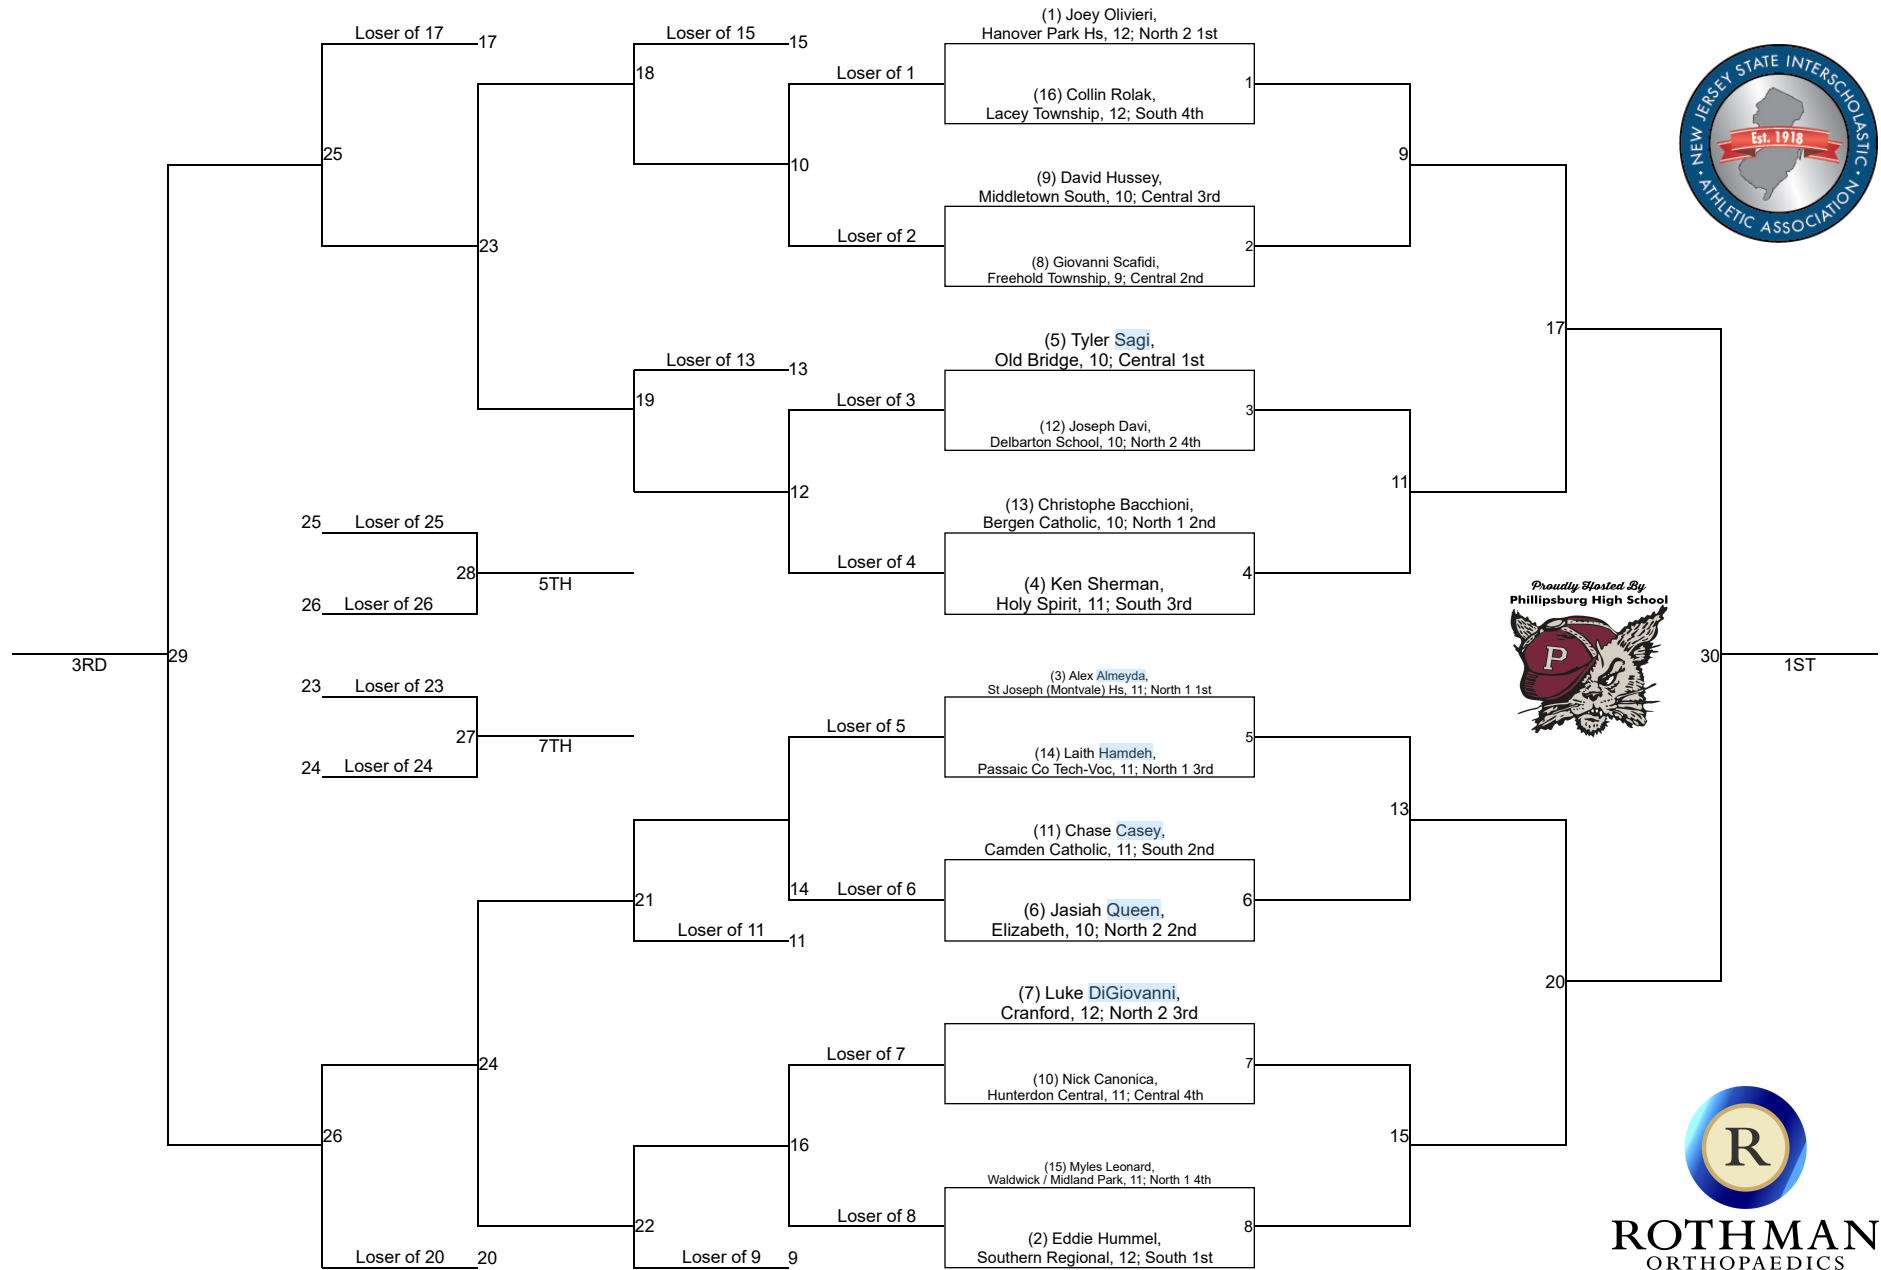 Loser of 17
17
Loser of 15
15
(1) Joey Olivieri,
Hanover Park Hs, 12; North 2 1st
18
Loser of 1
1
(16) Collin Rolak,
Lacey Township, 12; South 4th
NEW JERSEY STATE INTERSCHOLASTIC
• ATHLETIC ASSOCIATION •
Est. 1918
25
10
9
(9) David Hussey,
Middletown South, 10; Central 3rd
23
Loser of 2
2
(8) Giovanni Scafidi,
Freehold Township, 9; Central 2nd
17
(5) Tyler Sagi,
Old Bridge, 10; Central 1st
Loser of 13
13
19
Loser of 3
3
(12) Joseph Davi,
Delbarton School, 10; North 2 4th
12
11
(13) Christophe Bacchioni,
Bergen Catholic, 10; North 1 2nd
25
Loser of 25
Loser of 4
4
28
5TH
(4) Ken Sherman,
Holy Spirit, 11; South 3rd
26
Loser of 26
Proudly Hosted By
Phillipsburg High School
P
3RD
29
30
1ST
23
Loser of 23
(3) Alex Almeyda,
St Joseph (Montvale) Hs, 11; North 1 1st
27
7TH
Loser of 5
5
(14) Laith Hamdeh,
Passaic Co Tech-Voc, 11; North 1 3rd
24
Loser of 24
13
(11) Chase Casey,
Camden Catholic, 11; South 2nd
21
14
Loser of 6
6
(6) Jasiah Queen,
Elizabeth, 10; North 2 2nd
Loser of 11
11
20
(7) Luke DiGiovanni,
Cranford, 12; North 2 3rd
24
Loser of 7
7
(10) Nick Canonica,
Hunterdon Central, 11; Central 4th
26
16
15
(15) Myles Leonard,
Waldwick / Midland Park, 11; North 1 4th
22
Loser of 8
8
(2) Eddie Hummel,
Southern Regional, 12; South 1st
Loser of 20
20
Loser of 9
9
R
ROTHMAN
ORTHOPAEDICS